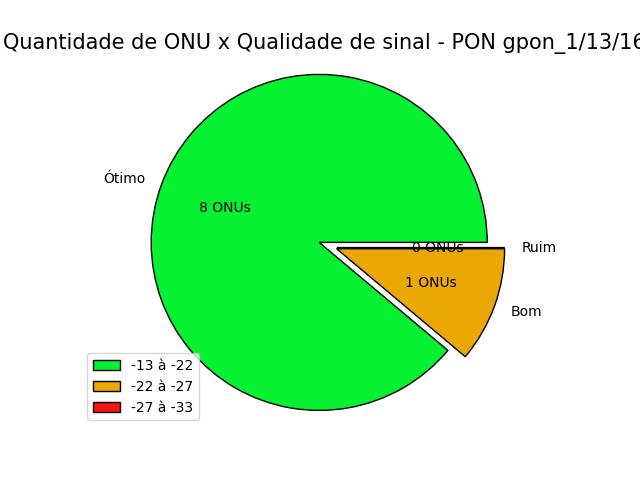 Quantidade de ONU x Qualidade de sinal - PON gpon_1/13/16
Ótimo
8 ONUs
0 ONUs
Ruim
1 ONUs
Bom
-13 à -22
-22 à -27
-27 à -33